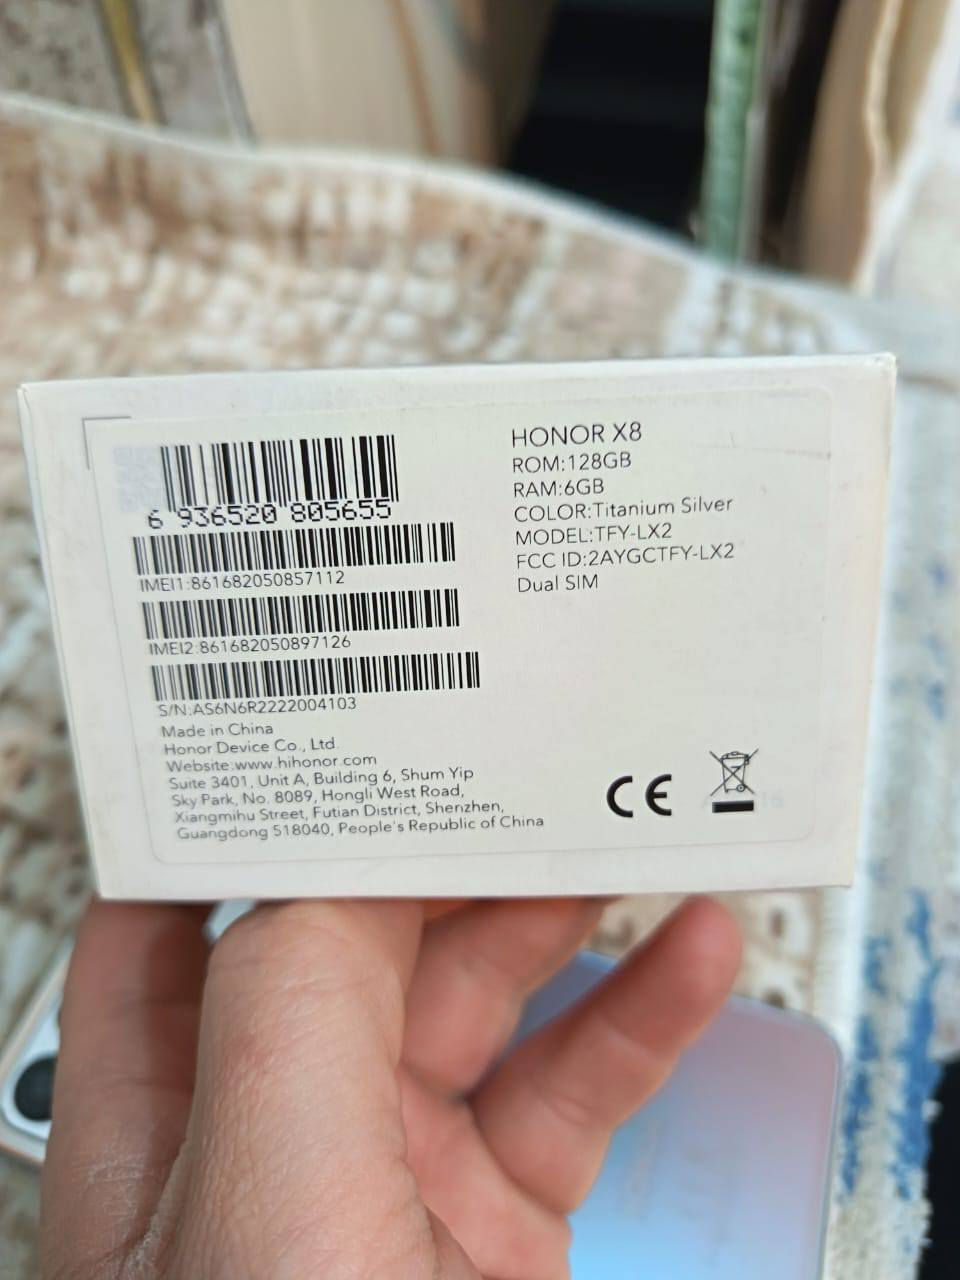 6 936520 805655
IMEI1:861682050857112
IMEI2:861682050897126
S/N:AS6N6R2222004103
Made in China
Honor Device Co., Ltd.
Website:www.hihonor.com
Suite 3401, Unit A, Building 6, Shum Yip
Sky Park, No. 8089, Hongli West Road,
Xiangmihu Street, Futian District, Shenzhen,
Guangdong 518040, People's Republic of China
HONOR X8
ROM:128GB
RAM:6GB
COLOR:Titanium Silver
MODEL:TFY-LX2
FCC ID:2AYGCTFY-LX2
Dual SIM
CE